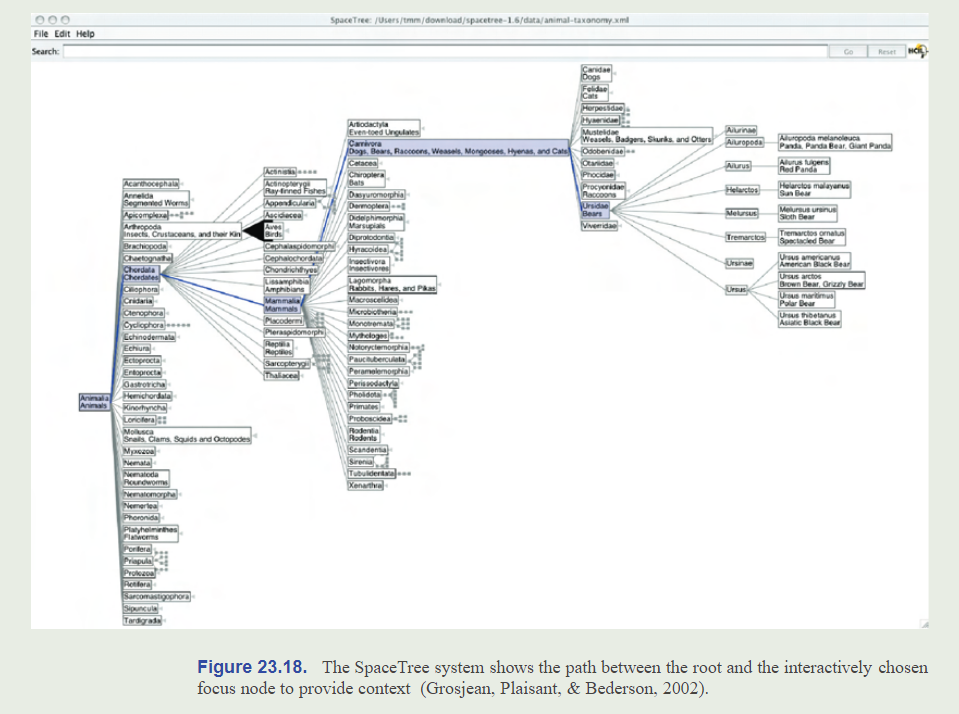 SpaceTree: /Users/tmm/download/spacetree-1.6/data/animal-taxonomy.xml
File Edit Help
Search:
Go
Reset
HCIL
Animalia
Animals
Acanthocephala
Annelida
Segmented Worms
Apicomplexa
Arthropoda
Insects, Crustaceans, and their Kin
Brachiopoda
Chaetognatha
Chordata
Chordates
Ciliophora
Cnidaria
Ctenophora
Cycliophora
Echinodermata
Echiura
Ectoprocta
Entoprocta
Gastrotricha
Hemichordata
Kinorhyncha
Loricifera
Mollusca
Snails, Clams, Squids and Octopodes
Myxozoa
Nemata
Nematoda
Roundworms
Nematomorpha
Nemertea
Phoronida
Platyhelminthes
Flatworms
Porifera
Priapula
Protozoa
Rotifera
Sarcomastigophora
Sipuncula
Tardigrada
Actinistia
Actinopterygii
Ray-finned Fishes
Appendicularia
Ascidiacea
Aves
Birds
Cephalaspidomorphi
Cephalochordata
Chondrichthyes
Lissamphibia
Amphibians
Mammalia
Mammals
Placodermi
Pteraspidomorphi
Reptilia
Reptiles
Sarcopterygii
Thaliacea
Artiodactyla
Even-toed Ungulates
Carnivora
Dogs, Bears, Raccoons, Weasels, Mongooses, Hyenas, and Cats
Cetacea
Chiroptera
Bats
Dasyuromorphia
Dermoptera
Didelphimorphia
Marsupials
Diprotodontia
Hyracoidea
Insectivora
Insectivores
Lagomorpha
Rabbits, Hares, and Pikas
Macroscelidea
Microbiotheria
Monotremata
Mythologes
Notoryctemorphia
Paucituberculata
Peramelemorphia
Perissodactyla
Pholidota
Primates
Proboscidea
Rodentia
Rodents
Scandentia
Sirenia
Tubulidentata
Xenarthra
Canidae
Dogs
Felidae
Cats
Herpestidae
Hyaenidae
Mustelidae
Weasels, Badgers, Skunks, and Otters
Odobenidae
Otariidae
Phocidae
Procyonidae
Raccoons
Ursidae
Bears
Viverridae
Ailurinae
Ailuropoda
Ailurus
Helarctos
Melursus
Tremarctos
Ursinae
Ursus
Ailuropoda melanoleuca
Panda, Panda Bear, Giant Panda
Ailurus fulgens
Red Panda
Helarctos malayanus
Sun Bear
Melursus ursinus
Sloth Bear
Tremarctos ornatus
Spectacled Bear
Ursus americanus
American Black Bear
Ursus arctos
Brown Bear, Grizzly Bear
Ursus maritimus
Polar Bear
Ursus thibetanus
Asiatic Black Bear
Figure 23.18. The SpaceTree system shows the path between the root and the interactively chosen
focus node to provide context (Grosjean, Plaisant, & Bederson, 2002).